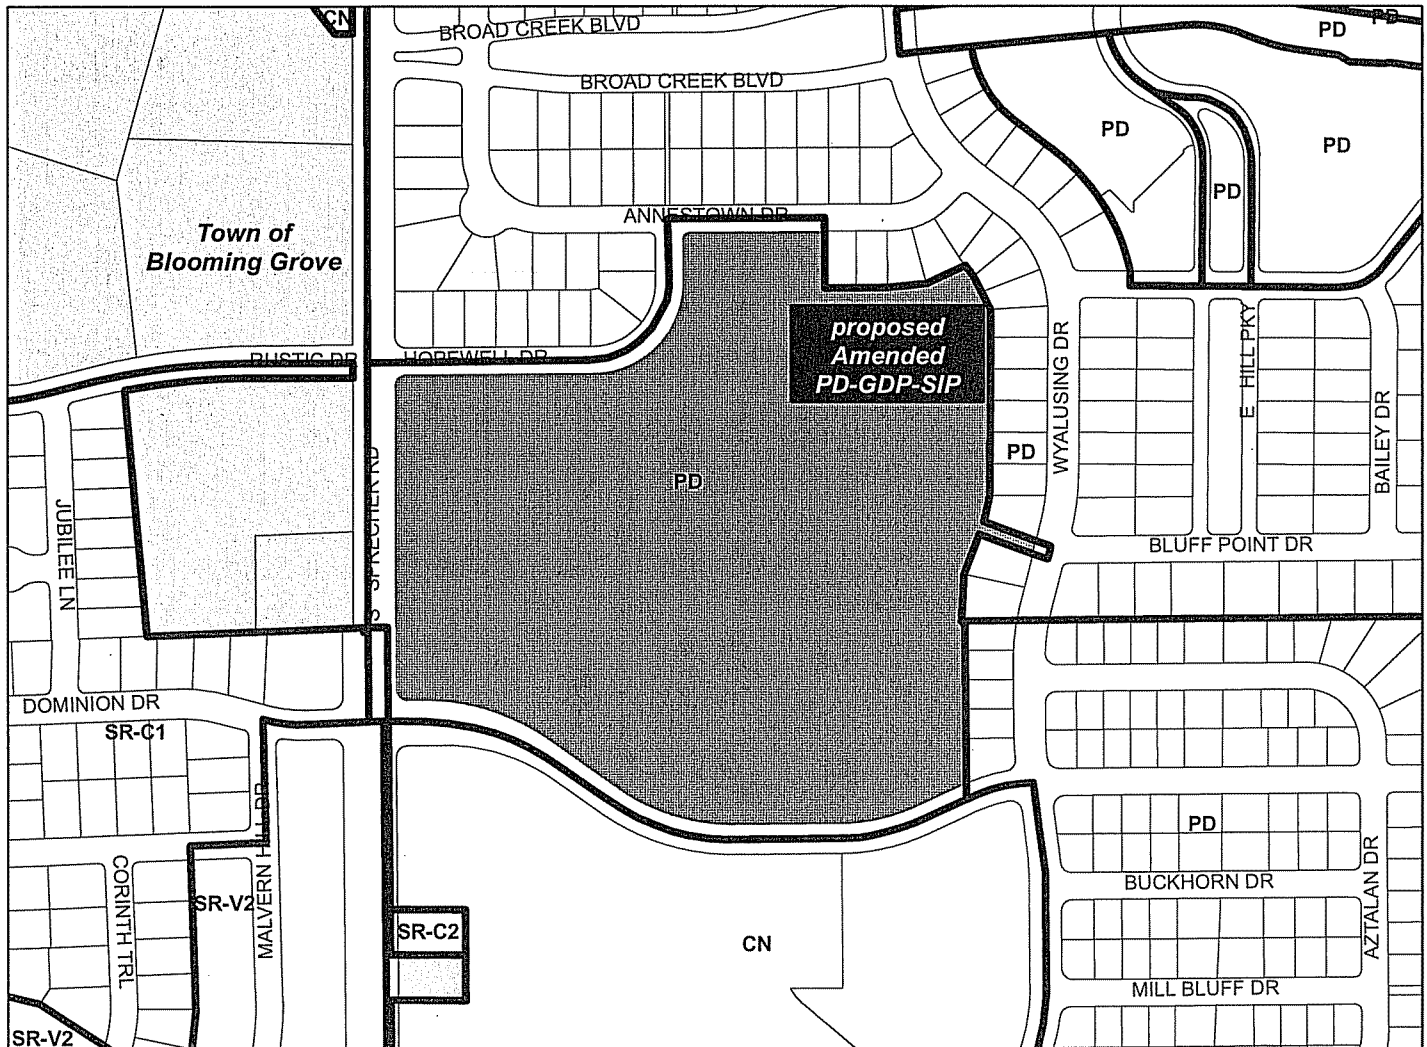 CN
BROAD CREEK BLVD
PD
PD
BROAD CREEK BLVD
PD
PD
PD
ANNESTOWN DR
Town of
Blooming Grove
proposed
Amended
PD-GDP-SIP
RUSTIC DR
HOPEWELL DR
WYALUSING DR
E HILL PKY
BAILEY DR
PD
PD
S SPRECHER RD
JUBILEE LN
BLUFF POINT DR
DOMINION DR
SR-C1
MALVERN HILL DR
PD
AZTALAN DR
CORINTH TRL
BUCKHORN DR
SR-V2
SR-C2
CN
MILL BLUFF DR
SR-V2